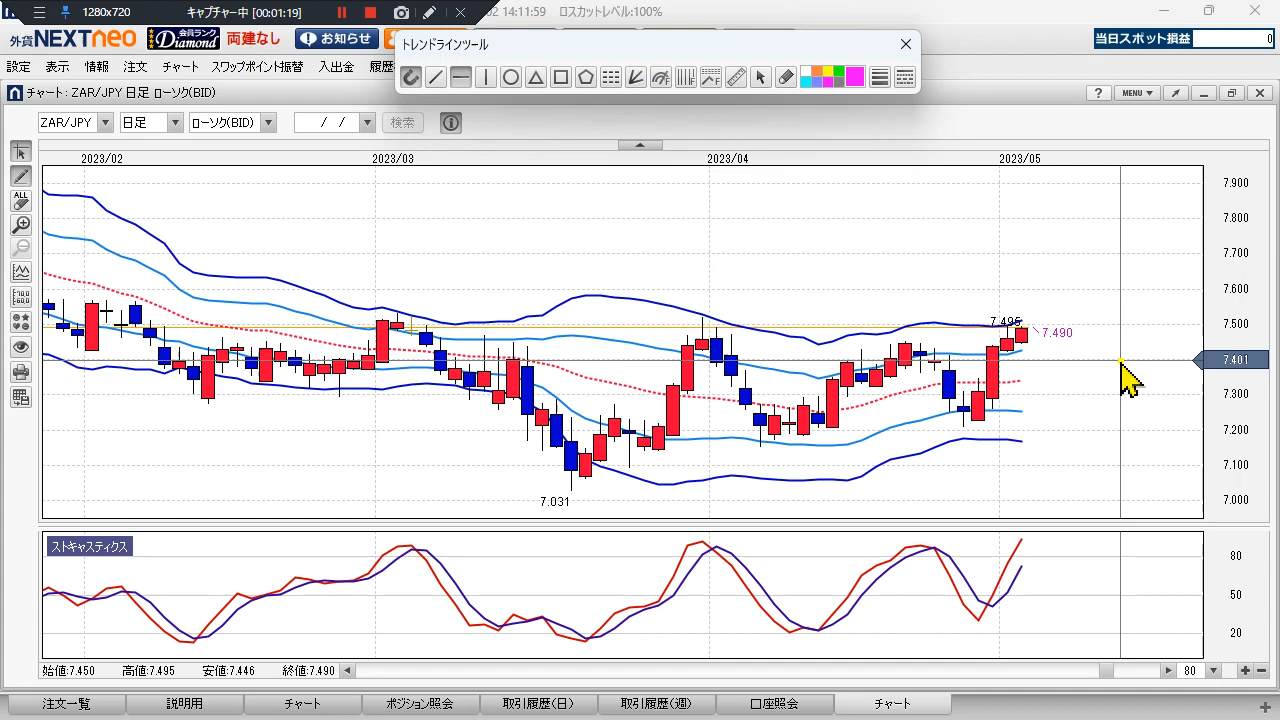 1280x720
キャプチャー中 [00:01:19]
02 14:11:59 ロスカットレベル:100%
外貨NEXTneo
会員ランク
Diamond
両建なし
お知らせ
当日スポット損益
0
設定 表示 情報 注文 チャート スワップポイント振替 入出金 履歴
トレンドラインツール
チャート : ZAR/JPY 日足 ローソク(BID)
? MENU
ZAR/JPY 日足 ローソク(BID) / / 検索
ALL
2023/02 2023/03 2023/04 2023/05
7.900
7.800
7.700
7.600
7.500
7.495
7.490
7.401
7.300
7.200
7.100
7.031
7.000
ストキャスティクス
80
50
20
始値:7.450 高値:7.495 安値:7.446 終値:7.490
80
注文一覧 説明用 チャート ポジション照会 取引履歴(日) 取引履歴(週) 口座照会 チャート